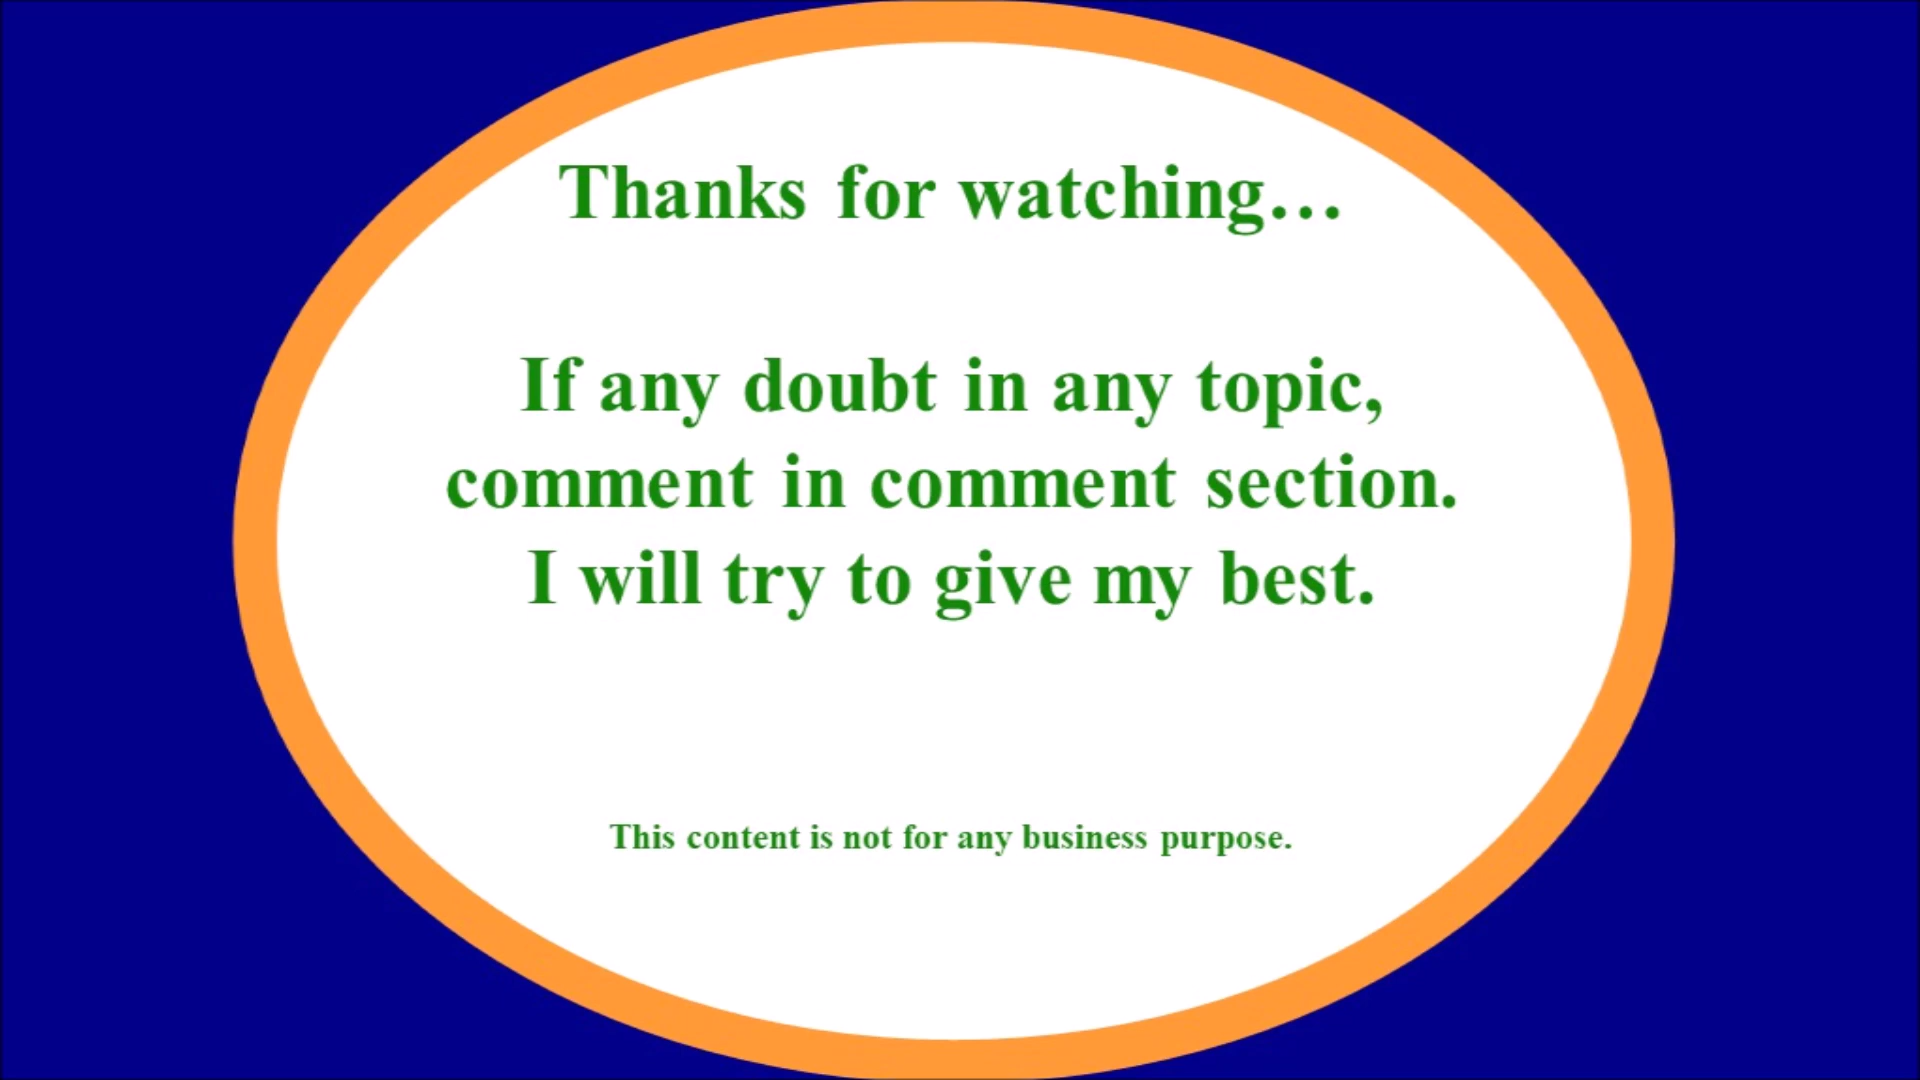 Thanks for watching...
If any doubt in any topic,
comment in comment section.
I will try to give my best.
This content is not for any business purpose.